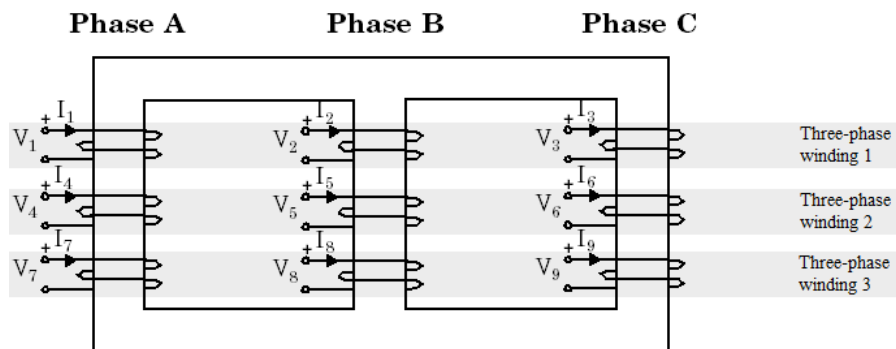 Phase A Phase B Phase C
+ I1 + I2 + I3
V1 V2 V3
Three-phase
winding 1
+ I4 + I5 + I6
V4 V5 V6
Three-phase
winding 2
+ I7 + I8 + I9
V7 V8 V9
Three-phase
winding 3